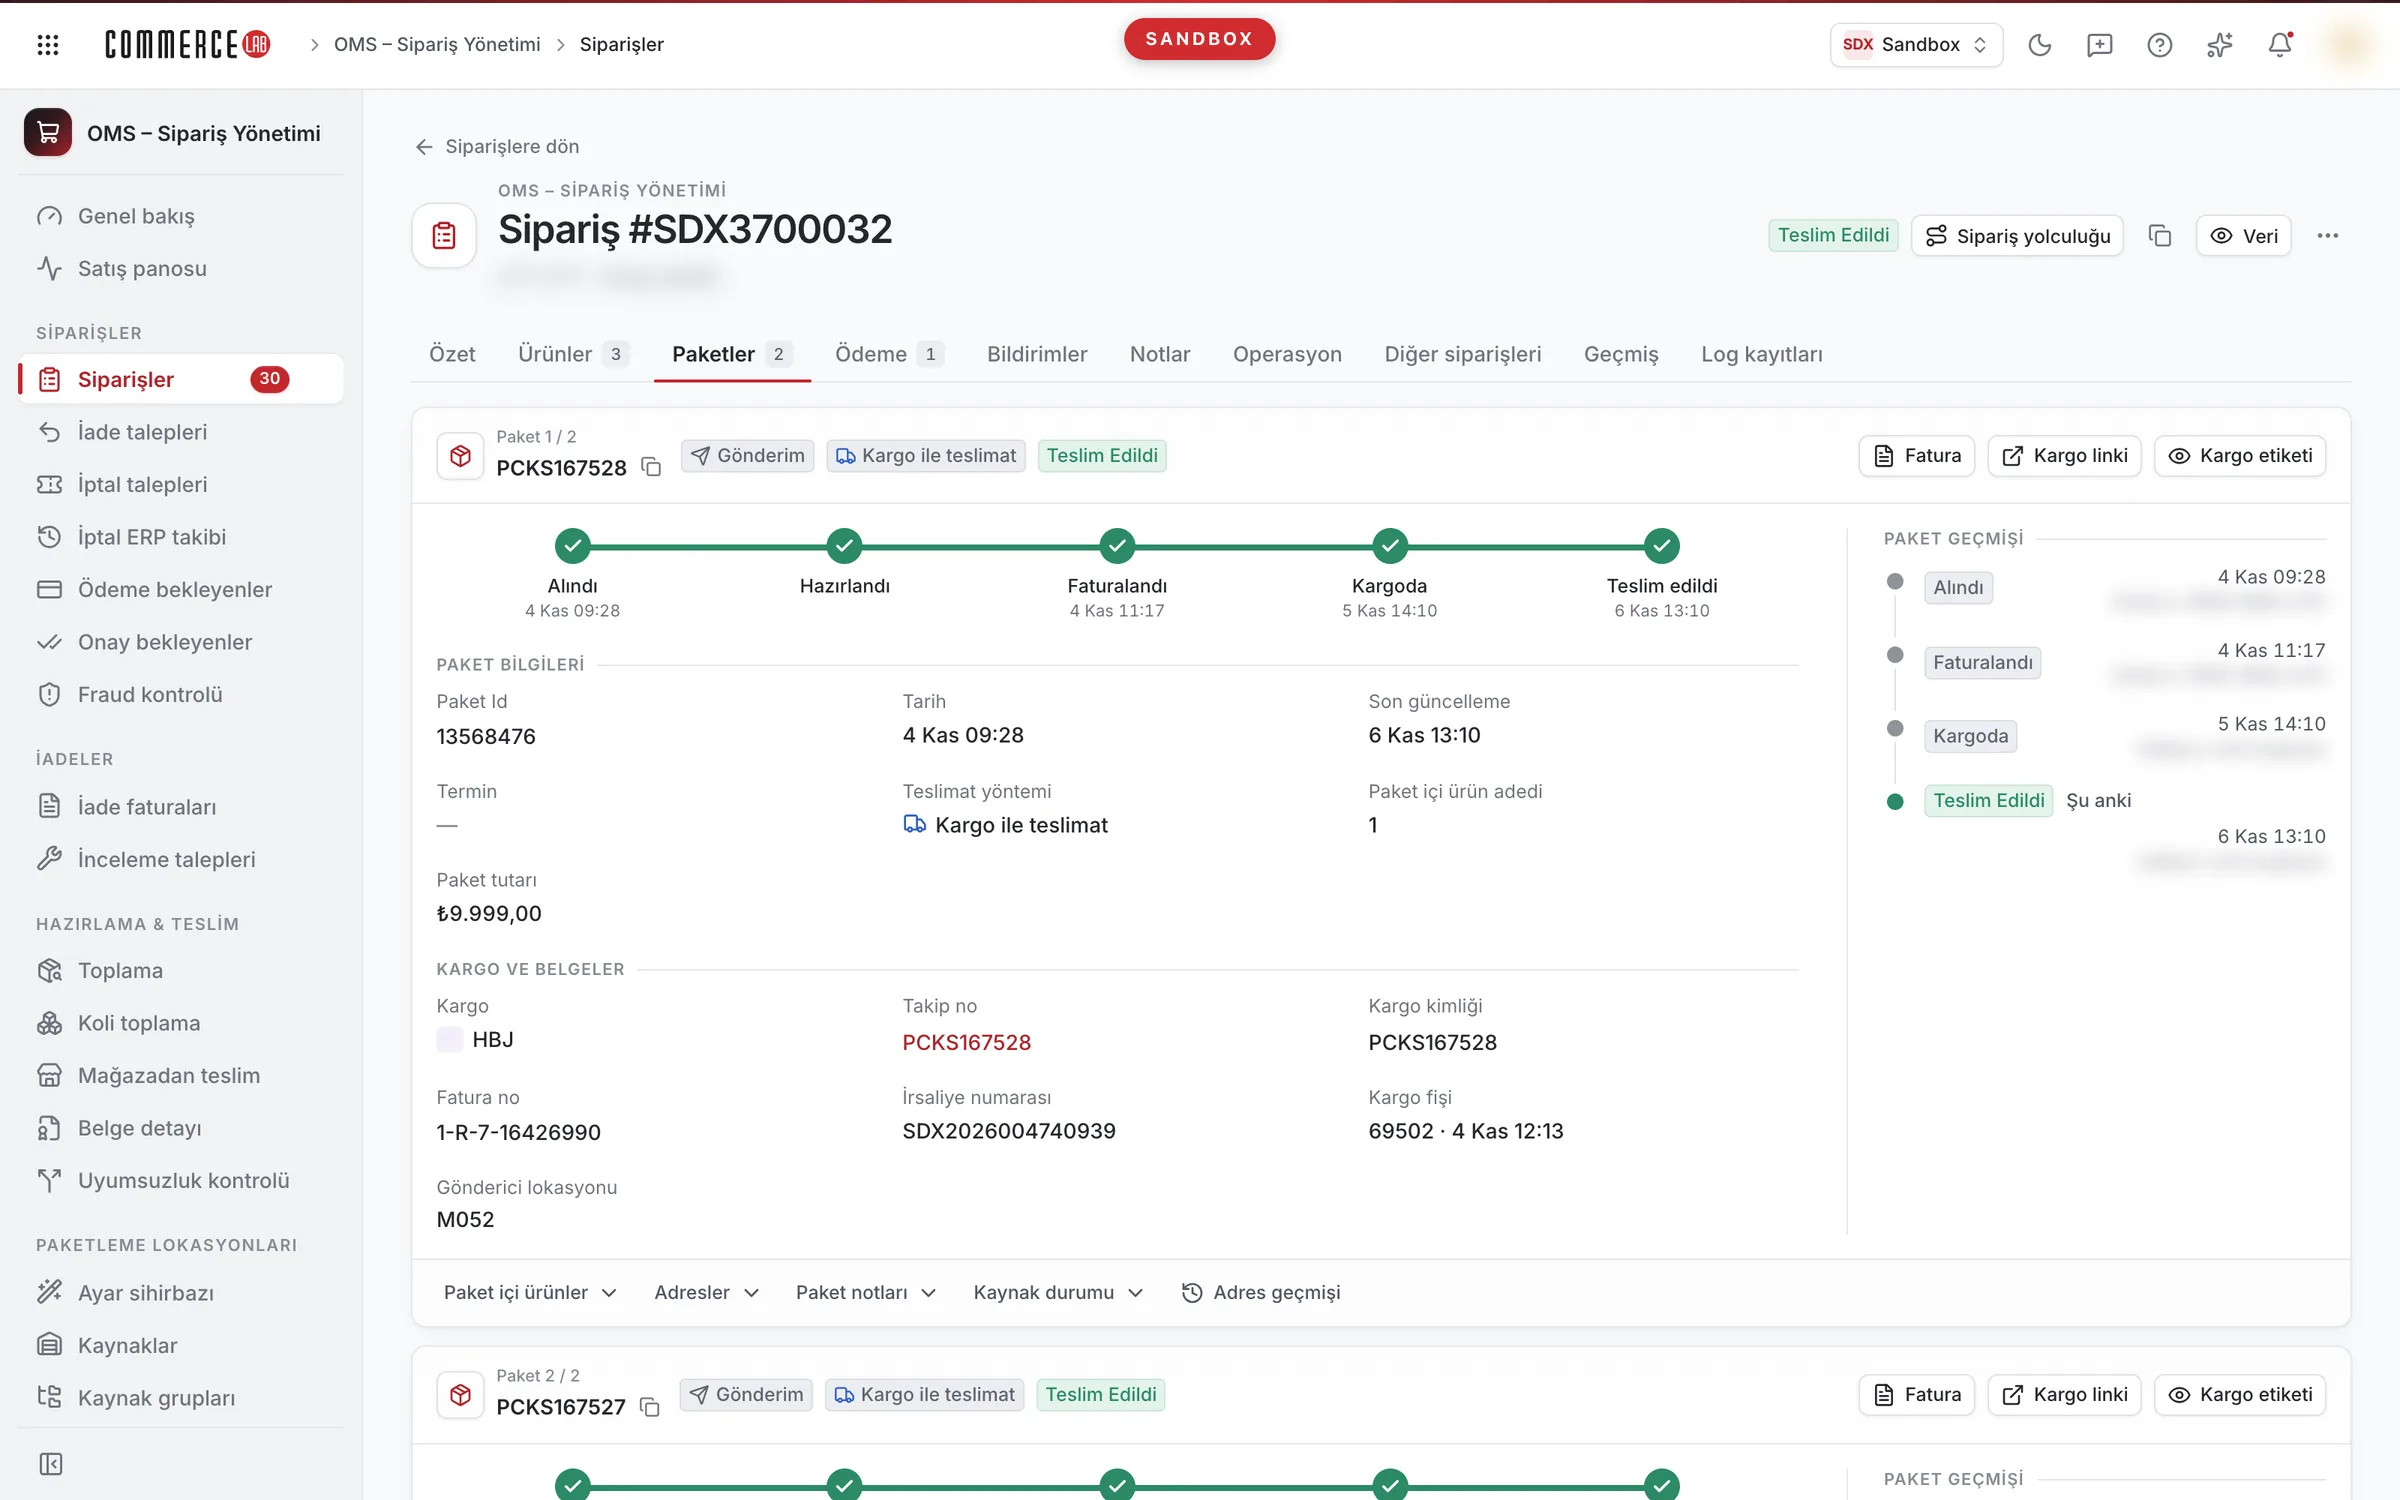 COMMERCE LAB
OMS – Sipariş Yönetimi
Siparişler
SANDBOX
SDX Sandbox
OMS – Sipariş Yönetimi
Genel bakış
Satış panosu
SİPARİŞLER
Siparişler 30
İade talepleri
İptal talepleri
İptal ERP takibi
Ödeme bekleyenler
Onay bekleyenler
Fraud kontrolü
İADELER
İade faturaları
İnceleme talepleri
HAZIRLAMA & TESLİM
Toplama
Koli toplama
Mağazadan teslim
Belge detayı
Uyumsuzluk kontrolü
PAKETLEME LOKASYONLARI
Ayar sihirbazı
Kaynaklar
Kaynak grupları
Siparişlere dön
OMS – SİPARİŞ YÖNETİMİ
Sipariş #SDX3700032
Teslim Edildi
Sipariş yolculuğu
Veri
Özet
Ürünler 3
Paketler 2
Ödeme 1
Bildirimler
Notlar
Operasyon
Diğer siparişleri
Geçmiş
Log kayıtları
Paket 1 / 2
PCKS167528
Gönderim
Kargo ile teslimat
Teslim Edildi
Fatura
Kargo linki
Kargo etiketi
Alındı
4 Kas 09:28
Hazırlandı
Faturalandı
4 Kas 11:17
Kargoda
5 Kas 14:10
Teslim edildi
6 Kas 13:10
PAKET BİLGİLERİ
Paket Id
13568476
Tarih
4 Kas 09:28
Son güncelleme
6 Kas 13:10
Termin
—
Teslimat yöntemi
Kargo ile teslimat
Paket içi ürün adedi
1
Paket tutarı
₺9.999,00
KARGO VE BELGELER
Kargo
HBJ
Takip no
PCKS167528
Kargo kimliği
PCKS167528
Fatura no
1-R-7-16426990
İrsaliye numarası
SDX2026004740939
Kargo fişi
69502 · 4 Kas 12:13
Gönderici lokasyonu
M052
PAKET GEÇMİŞİ
Alındı
4 Kas 09:28
Faturalandı
4 Kas 11:17
Kargoda
5 Kas 14:10
Teslim Edildi Şu anki
6 Kas 13:10
Paket içi ürünler
Adresler
Paket notları
Kaynak durumu
Adres geçmişi
Paket 2 / 2
PCKS167527
Gönderim
Kargo ile teslimat
Teslim Edildi
Fatura
Kargo linki
Kargo etiketi
PAKET GEÇMİŞİ